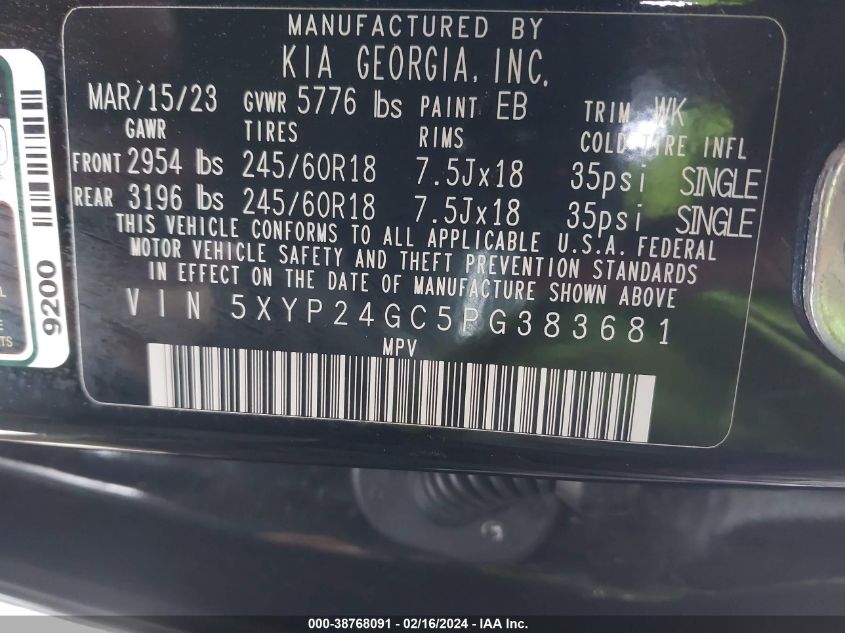 MANUFACTURED BY
KIA GEORGIA, INC.
MAR/15/23 GVWR 5776 lbs PAINT EB TRIM WK
GAWR TIRES RIMS COLD TIRE INFL
FRONT 2954 lbs 245/60R18 7.5Jx18 35psi SINGLE
REAR 3196 lbs 245/60R18 7.5Jx18 35psi SINGLE
THIS VEHICLE CONFORMS TO ALL APPLICABLE U.S.A. FEDERAL
MOTOR VEHICLE SAFETY AND THEFT PREVENTION STANDARDS
IN EFFECT ON THE DATE OF MANUFACTURE SHOWN ABOVE
VIN 5XYP24GC5PG383681
MPV
9200
000-38768091 - 02/16/2024 - IAA Inc.